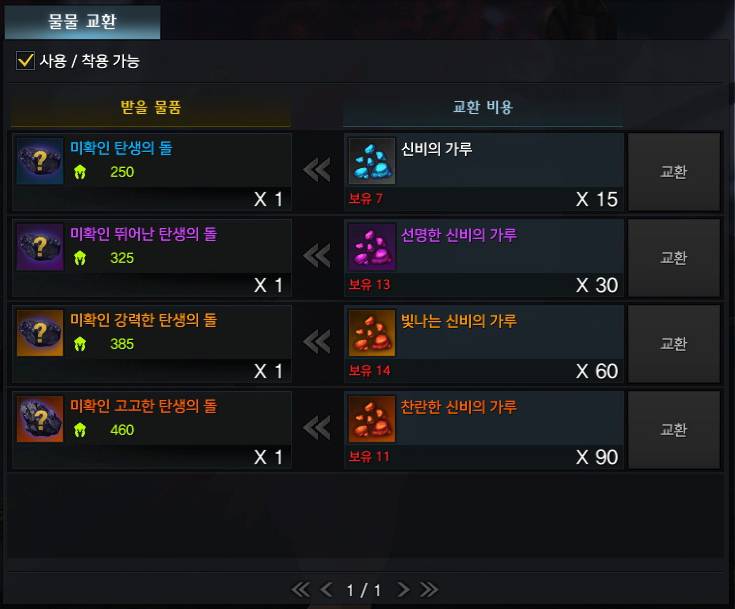 물물 교환
사용 / 착용 가능
받을 물품
교환 비용
미확인 탄생의 돌
250
X 1
신비의 가루
보유 7
X 15
교환
미확인 뛰어난 탄생의 돌
325
X 1
선명한 신비의 가루
보유 13
X 30
교환
미확인 강력한 탄생의 돌
385
X 1
빛나는 신비의 가루
보유 14
X 60
교환
미확인 고고한 탄생의 돌
460
X 1
찬란한 신비의 가루
보유 11
X 90
교환
1 / 1